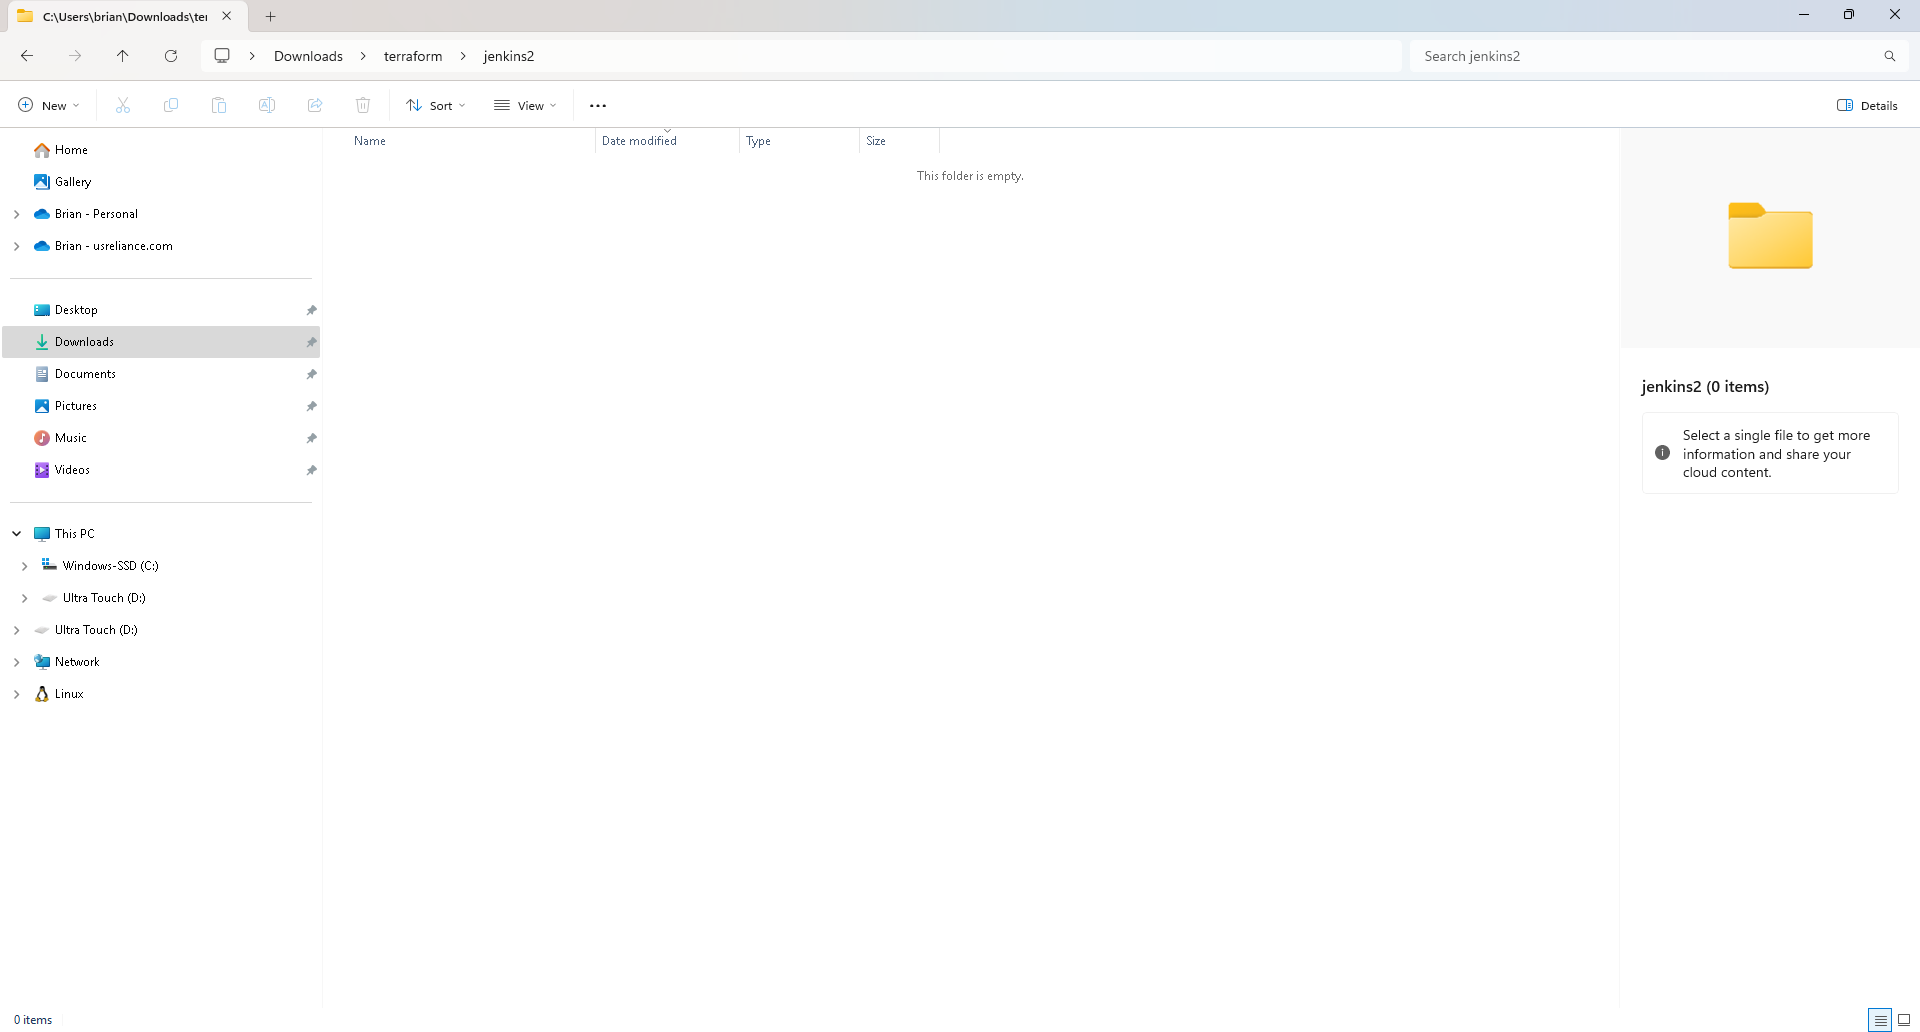 C:\Users\brian\Downloads\ter
Downloads
terraform
jenkins2
Search jenkins2
New
Sort
View
Details
Home
Gallery
Brian - Personal
Brian - usreliance.com
Desktop
Downloads
Documents
Pictures
Music
Videos
This PC
Windows-SSD (C:)
Ultra Touch (D:)
Ultra Touch (D:)
Network
Linux
Name
Date modified
Type
Size
This folder is empty.
jenkins2 (0 items)
Select a single file to get more
information and share your
cloud content.
0 items